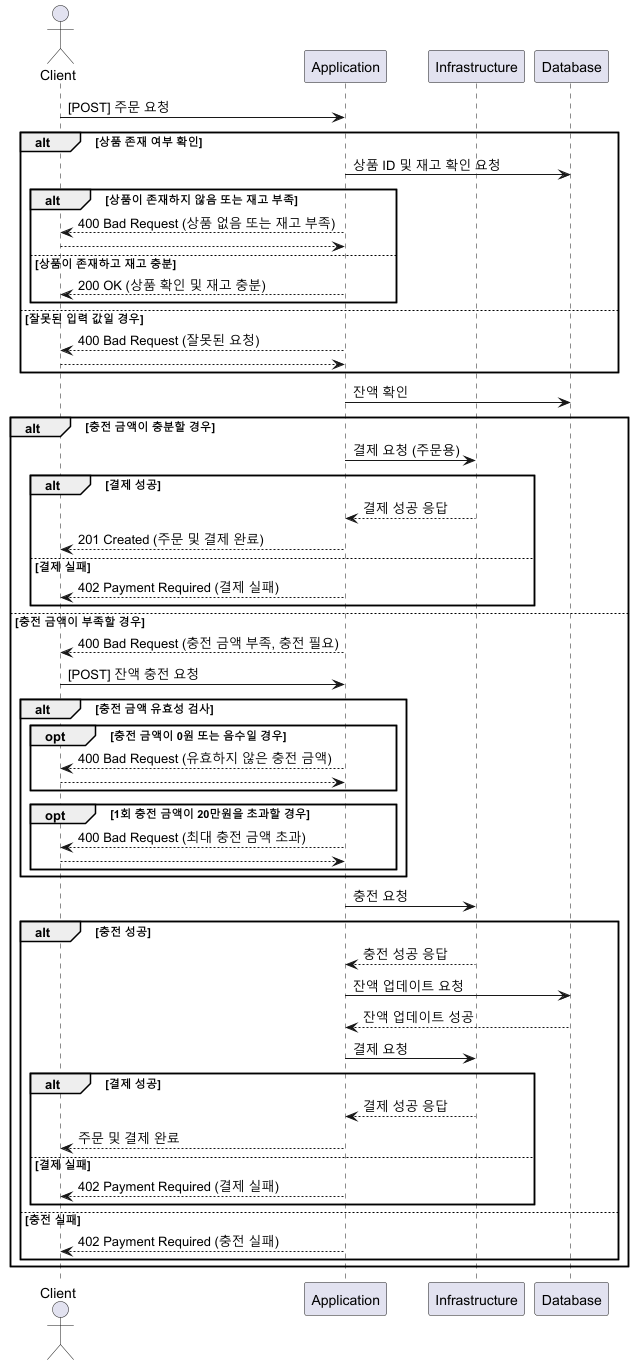 Client
Application
Infrastructure
Database
[POST] 주문 요청
alt [상품 존재 여부 확인]
상품 ID 및 재고 확인 요청
alt [상품이 존재하지 않음 또는 재고 부족]
400 Bad Request (상품 없음 또는 재고 부족)
[상품이 존재하고 재고 충분]
200 OK (상품 확인 및 재고 충분)
[잘못된 입력 값일 경우]
400 Bad Request (잘못된 요청)
잔액 확인
alt [충전 금액이 충분할 경우]
결제 요청 (주문용)
alt [결제 성공]
결제 성공 응답
201 Created (주문 및 결제 완료)
[결제 실패]
402 Payment Required (결제 실패)
[충전 금액이 부족할 경우]
400 Bad Request (충전 금액 부족, 충전 필요)
[POST] 잔액 충전 요청
alt [충전 금액 유효성 검사]
opt [충전 금액이 0원 또는 음수일 경우]
400 Bad Request (유효하지 않은 충전 금액)
opt [1회 충전 금액이 20만원을 초과할 경우]
400 Bad Request (최대 충전 금액 초과)
충전 요청
alt [충전 성공]
충전 성공 응답
잔액 업데이트 요청
잔액 업데이트 성공
결제 요청
alt [결제 성공]
결제 성공 응답
주문 및 결제 완료
[결제 실패]
402 Payment Required (결제 실패)
[충전 실패]
402 Payment Required (충전 실패)
Client
Application
Infrastructure
Database